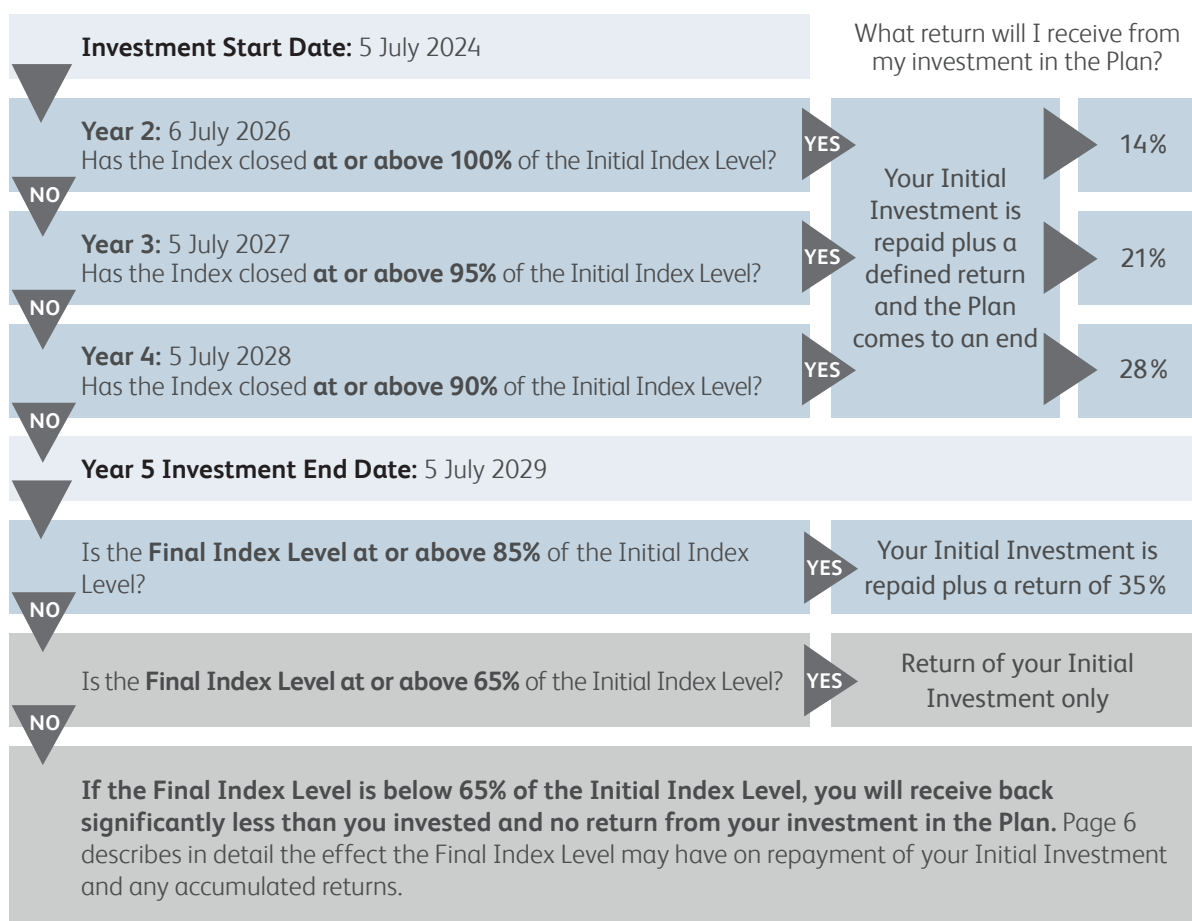 Investment Start Date: 5 July 2024
What return will I receive from
my investment in the Plan?
Year 2: 6 July 2026
Has the Index closed at or above 100% of the Initial Index Level?
YES
14%
NO
Year 3: 5 July 2027
Has the Index closed at or above 95% of the Initial Index Level?
YES
21%
NO
Year 4: 5 July 2028
Has the Index closed at or above 90% of the Initial Index Level?
YES
28%
NO
Your Initial
Investment is
repaid plus a
defined return
and the Plan
comes to an end
Year 5 Investment End Date: 5 July 2029
Is the Final Index Level at or above 85% of the Initial Index
Level?
YES
Your Initial Investment is
repaid plus a return of 35%
NO
Is the Final Index Level at or above 65% of the Initial Index Level?
YES
Return of your Initial
Investment only
NO
If the Final Index Level is below 65% of the Initial Index Level, you will receive back
significantly less than you invested and no return from your investment in the Plan. Page 6
describes in detail the effect the Final Index Level may have on repayment of your Initial Investment
and any accumulated returns.